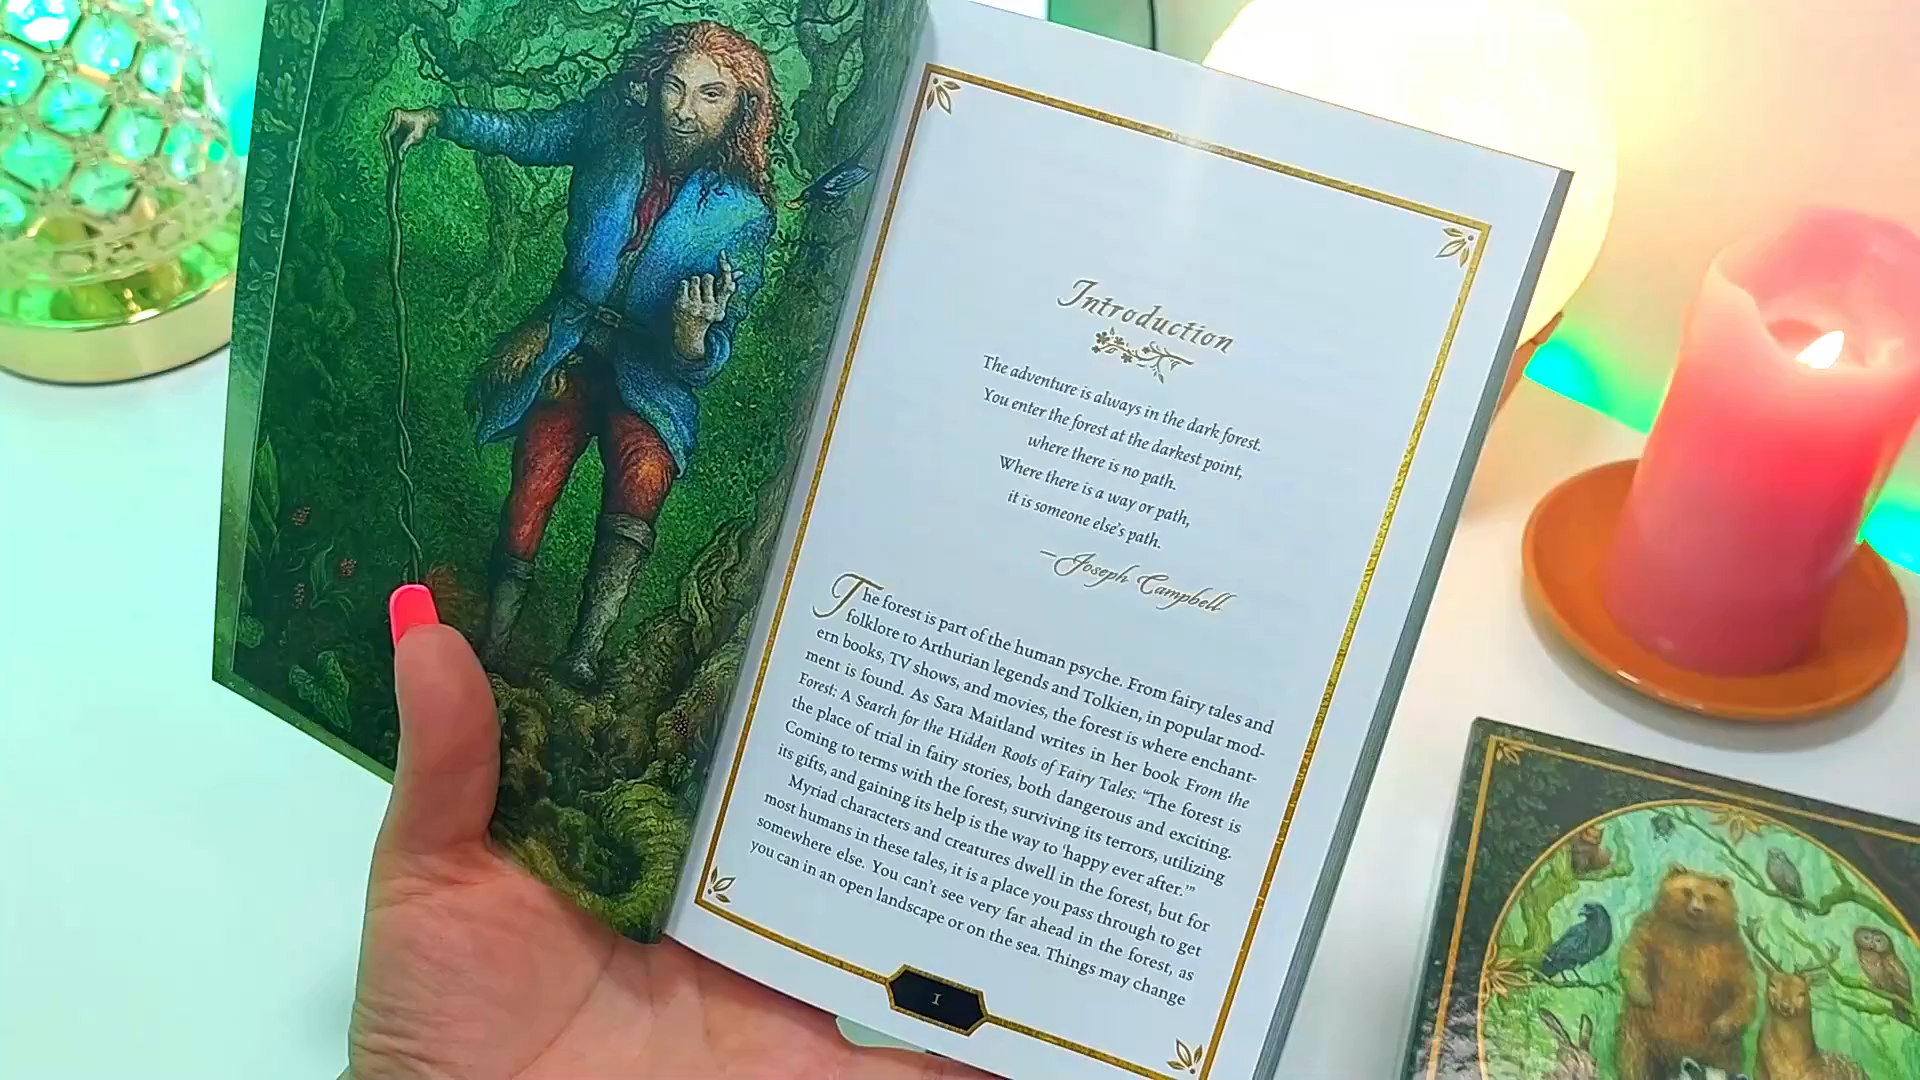 Introduction
The adventure is always in the dark forest.
You enter the forest at the darkest point,
where there is no path.
Where there is a way or path,
it is someone else's path.
—Joseph Campbell
The forest is part of the human psyche. From fairy tales and
folklore to Arthurian legends and Tolkien, in popular mod-
ern books, TV shows, and movies, the forest is where enchant-
ment is found. As Sara Maitland writes in her book From the
Forest: A Search for the Hidden Roots of Fairy Tales: “The forest is
the place of trial in fairy stories, both dangerous and exciting.
Coming to terms with the forest, surviving its terrors, utilizing
its gifts, and gaining its help is the way to ‘happy ever after.’”
Myriad characters and creatures dwell in the forest, but for
most humans in these tales, it is a place you pass through to get
somewhere else. You can't see very far ahead in the forest, as
you can in an open landscape or on the sea. Things may change
1